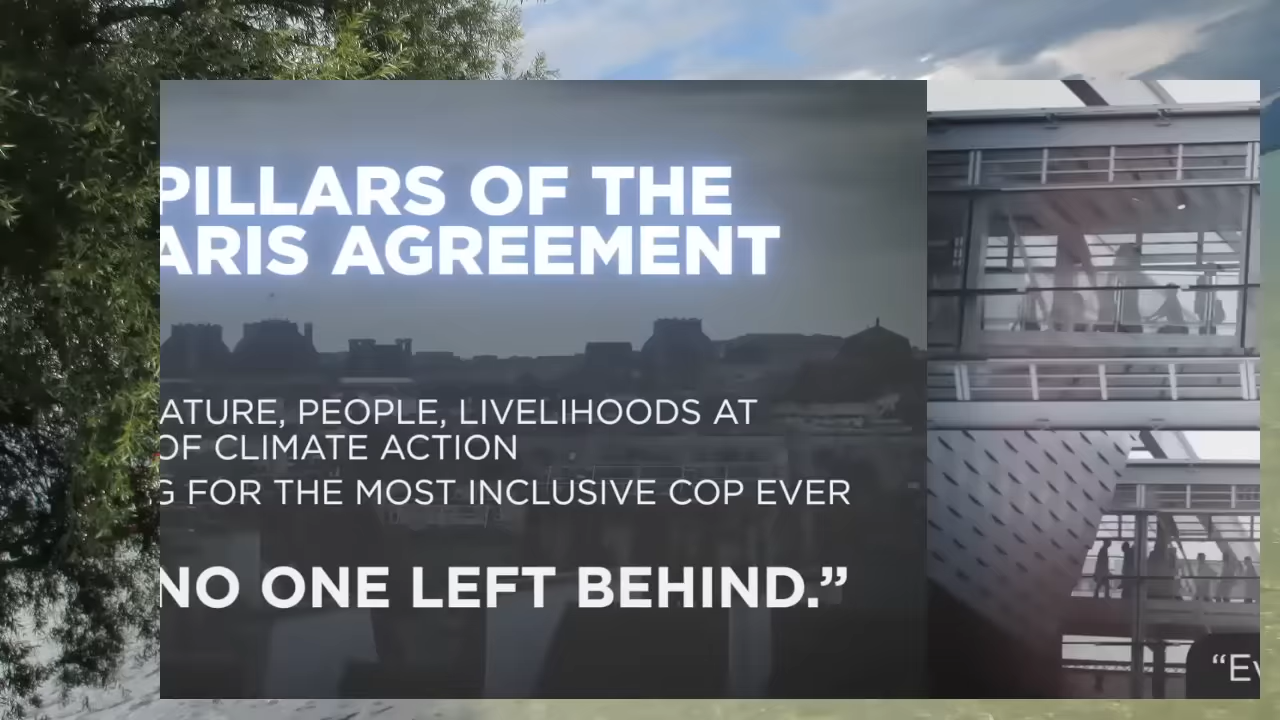 PILLARS OF THE
ARIS AGREEMENT
ATURE, PEOPLE, LIVELIHOODS AT
OF CLIMATE ACTION
G FOR THE MOST INCLUSIVE COP EVER
NO ONE LEFT BEHIND.”
“Ev